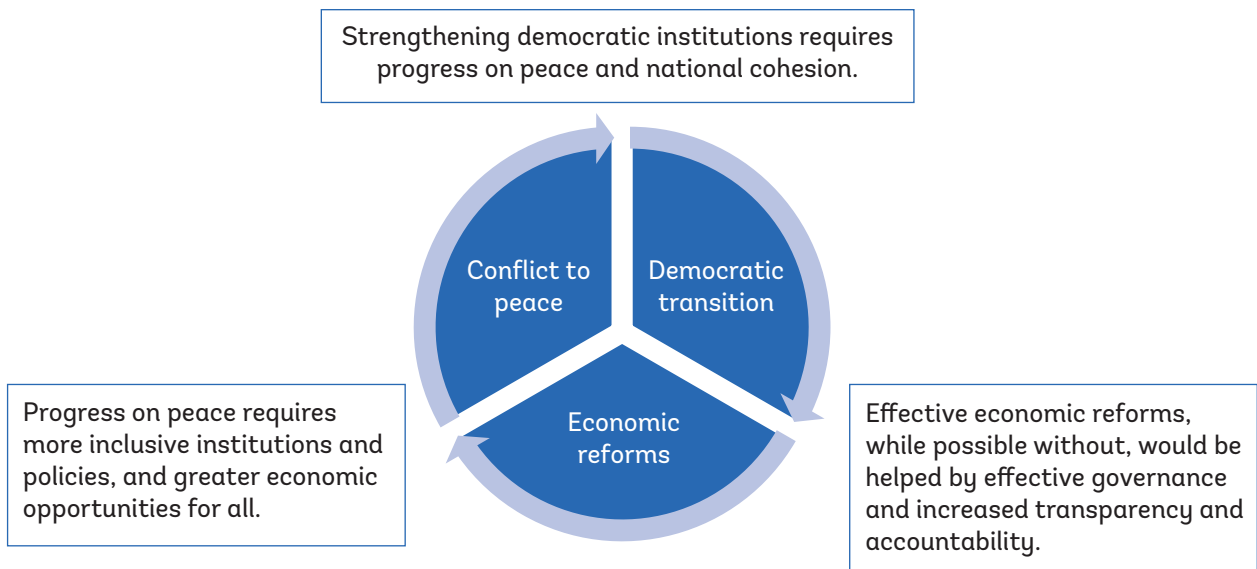 Strengthening democratic institutions requires
progress on peace and national cohesion.
Conflict to
peace
Democratic
transition
Economic
reforms
Progress on peace requires
more inclusive institutions and
policies, and greater economic
opportunities for all.
Effective economic reforms,
while possible without, would be
helped by effective governance
and increased transparency and
accountability.